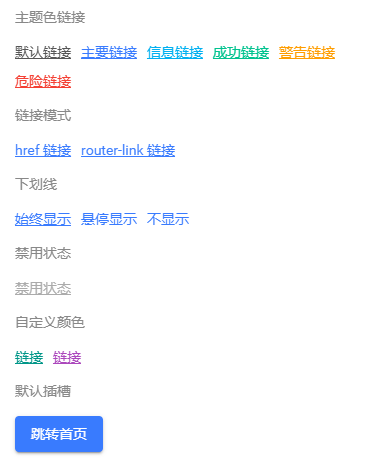 主题色链接
默认链接 主要链接 信息链接 成功链接 警告链接
危险链接
链接模式
href 链接 router-link 链接
下划线
始终显示 悬停显示 不显示
禁用状态
禁用状态
自定义颜色
链接 链接
默认插槽
跳转首页